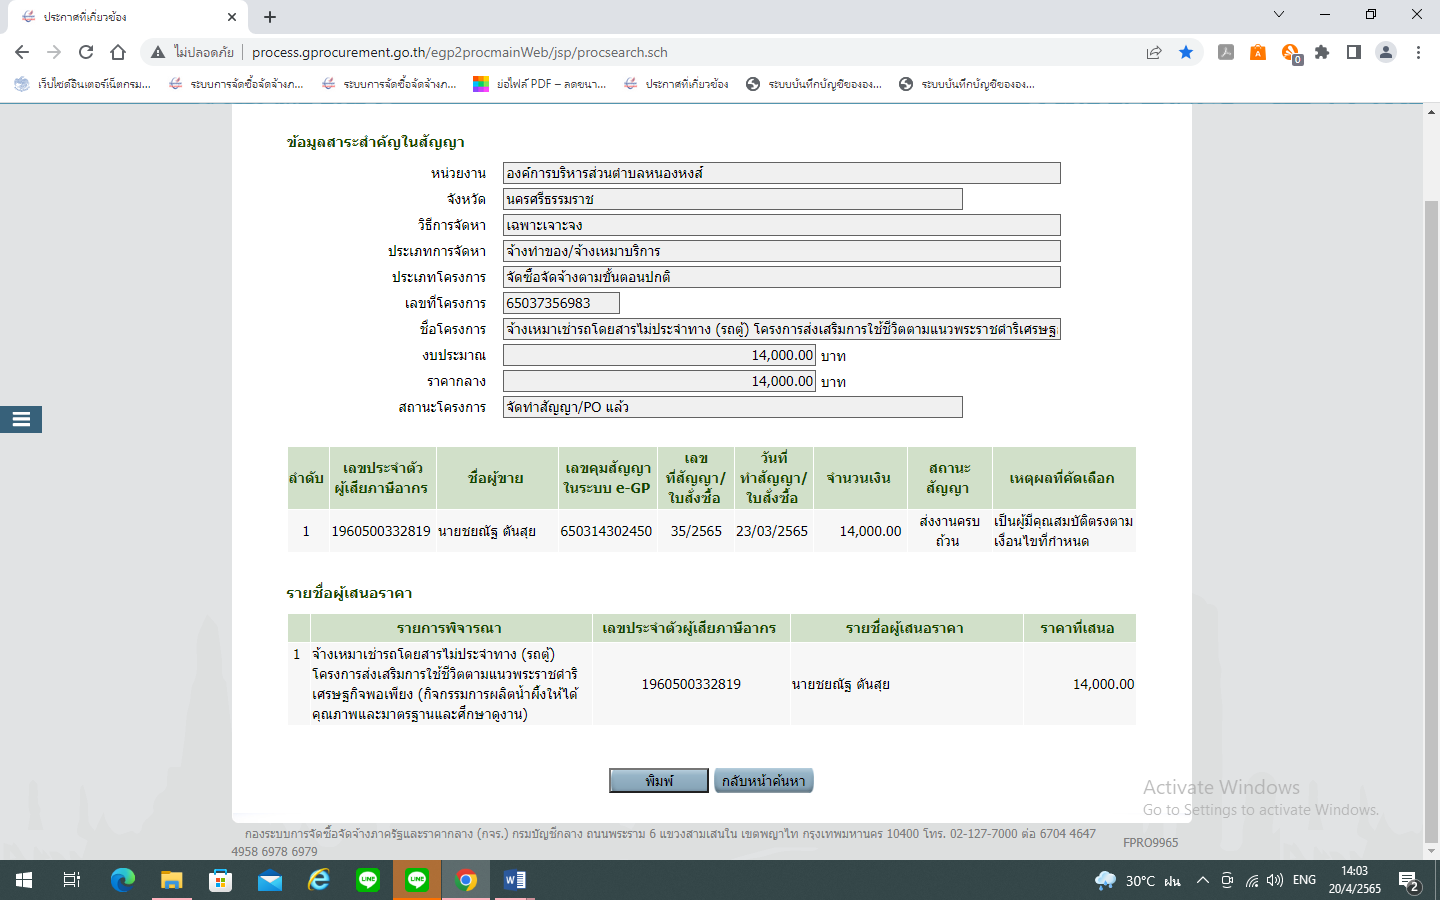 ประกาศที่เกี่ยวข้อง
ไม่ปลอดภัย process.gprocurement.go.th/egp2procmainWeb/jsp/procsearch.sch
0
เว็บไซต์อินเตอร์เน็ตกรม... ระบบการจัดซื้อจัดจ้างภ... ระบบการจัดซื้อจัดจ้างภ... ย่อไฟล์ PDF – ลดขนา... ประกาศที่เกี่ยวข้อง ระบบบันทึกบัญชีขององ... ระบบบันทึกบัญชีขององ...
ข้อมูลสาระสำคัญในสัญญา
หน่วยงาน องค์การบริหารส่วนตำบลหนองหงส์
จังหวัด นครศรีธรรมราช
วิธีการจัดหา เฉพาะเจาะจง
ประเภทการจัดหา จ้างทำของ/จ้างเหมาบริการ
ประเภทโครงการ จัดซื้อจัดจ้างตามขั้นตอนปกติ
เลขที่โครงการ 65037356983
ชื่อโครงการ จ้างเหมาเช่ารถโดยสารไม่ประจำทาง (รถตู้) โครงการส่งเสริมการใช้ชีวิตตามแนวพระราชดำริเศรษฐ
งบประมาณ 14,000.00 บาท
ราคากลาง 14,000.00 บาท
สถานะโครงการ จัดทำสัญญา/PO แล้ว
ลำดับ เลขประจำตัว ผู้เสียภาษีอากร ชื่อผู้ขาย เลขคุมสัญญา ในระบบ e-GP เลข ที่สัญญา/ ใบสั่งซื้อ วันที่ ทำสัญญา/ ใบสั่งซื้อ จำนวนเงิน สถานะ สัญญา เหตุผลที่คัดเลือก
1 1960500332819 นายชยณัฐ ตันสุย 650314302450 35/2565 23/03/2565 14,000.00 ส่งงานครบ ถ้วน เป็นผู้มีคุณสมบัติตรงตาม เงื่อนไขที่กำหนด
รายชื่อผู้เสนอราคา
รายการพิจารณา เลขประจำตัวผู้เสียภาษีอากร รายชื่อผู้เสนอราคา ราคาที่เสนอ
1 จ้างเหมาเช่ารถโดยสารไม่ประจำทาง (รถตู้)
โครงการส่งเสริมการใช้ชีวิตตามแนวพระราชดำริ
เศรษฐกิจพอเพียง (กิจกรรมการผลิตน้ำผึ้งให้ได้
คุณภาพและมาตรฐานและศึกษาดูงาน)
1960500332819 นายชยณัฐ ตันสุย 14,000.00
พิมพ์ กลับหน้าค้นหา
Activate Windows
Go to Settings to activate Windows.
กองระบบการจัดซื้อจัดจ้างภาครัฐและราคากลาง (กจร.) กรมบัญชีกลาง ถนนพระราม 6 แขวงสามเสนใน เขตพญาไท กรุงเทพมหานคร 10400 โทร. 02-127-7000 ต่อ 6704 4647
4958 6978 6979
FPRO9965
LINE LINE 30°C ฝน ENG 14:03
20/4/2565
2